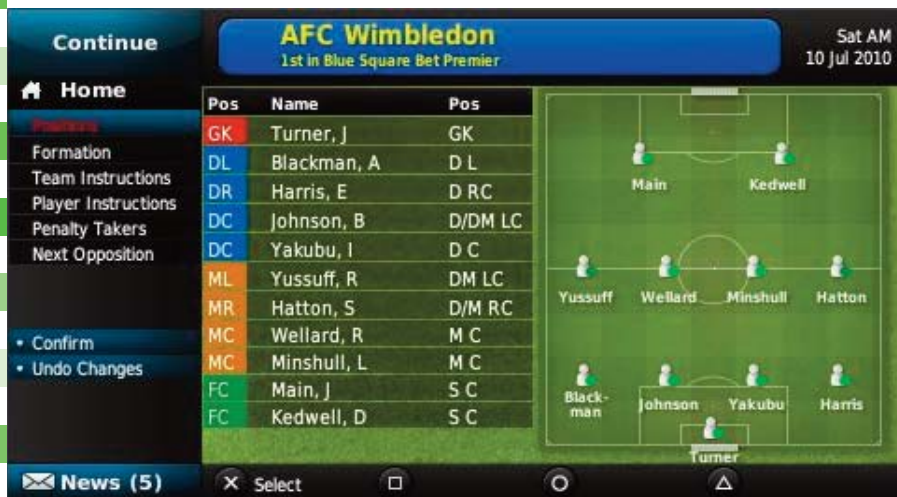 Continue
AFC Wimbledon
1st in Blue Square Bet Premier
Sat AM
10 Jul 2010
Home
Positions
Formation
Team Instructions
Player Instructions
Penalty Takers
Next Opposition
• Confirm
• Undo Changes
News (5)
Pos Name Pos
GK Turner, J GK
DL Blackman, A D L
DR Harris, E D RC
DC Johnson, B D/DM LC
DC Yakubu, I D C
ML Yussuff, R DM LC
MR Hatton, S D/M RC
MC Wellard, R M C
MC Minshull, L M C
FC Main, J S C
FC Kedwell, D S C
Main Kedwell
Yussuff Wellard Minshull Hatton
Black-
man Johnson Yakubu Harris
Turner
X Select